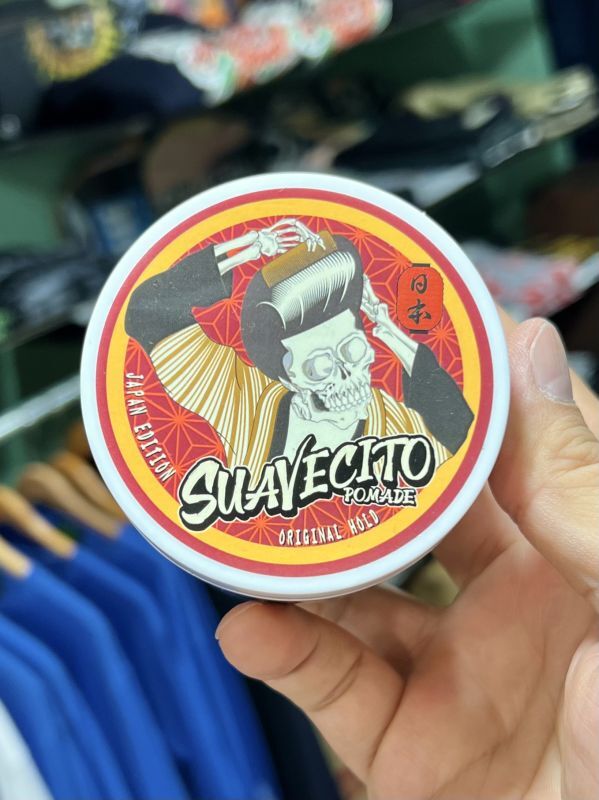 日本
JAPAN EDITION
SUAVECITO
POMADE
ORIGINAL HOLD